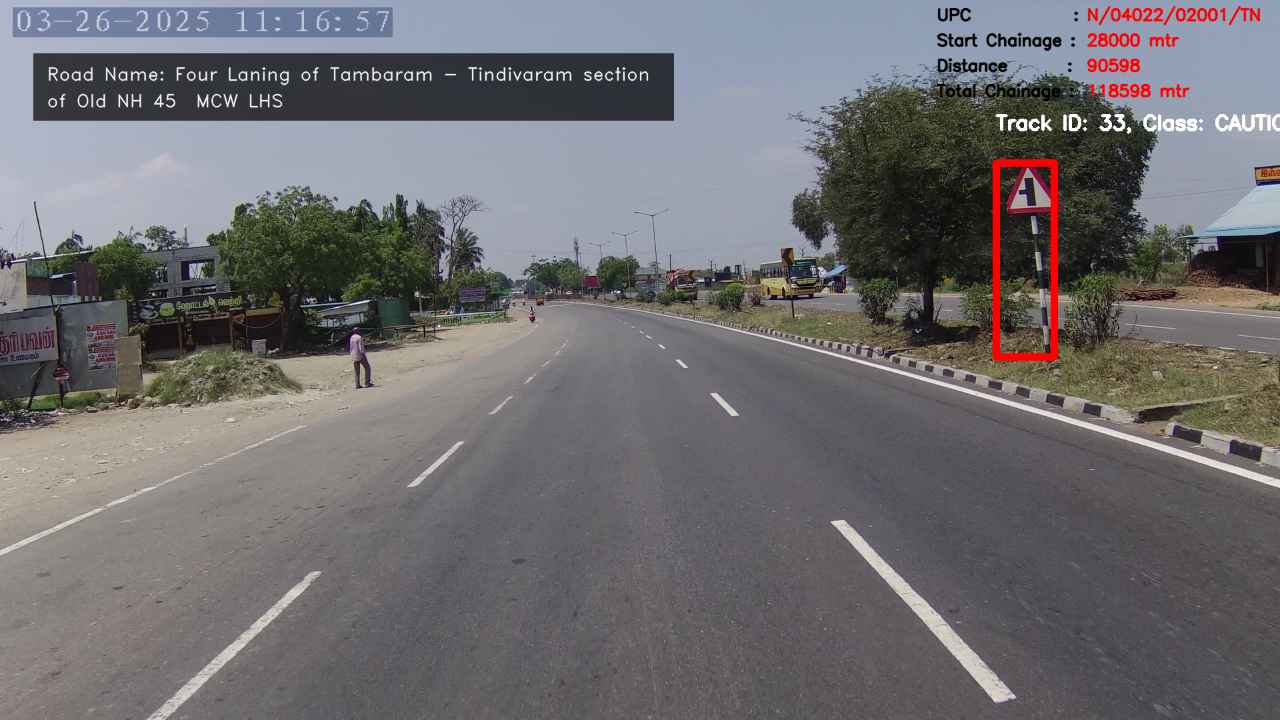 03-26-2025 11:16:57
UPC : N/04022/02001/TN
Start Chainage : 28000 mtr
Distance : 90598
Total Chainage : 118598 mtr
Road Name: Four Laning of Tambaram - Tindivaram section
of Old NH 45 MCW LHS
Track ID: 33, Class: CAUTIO